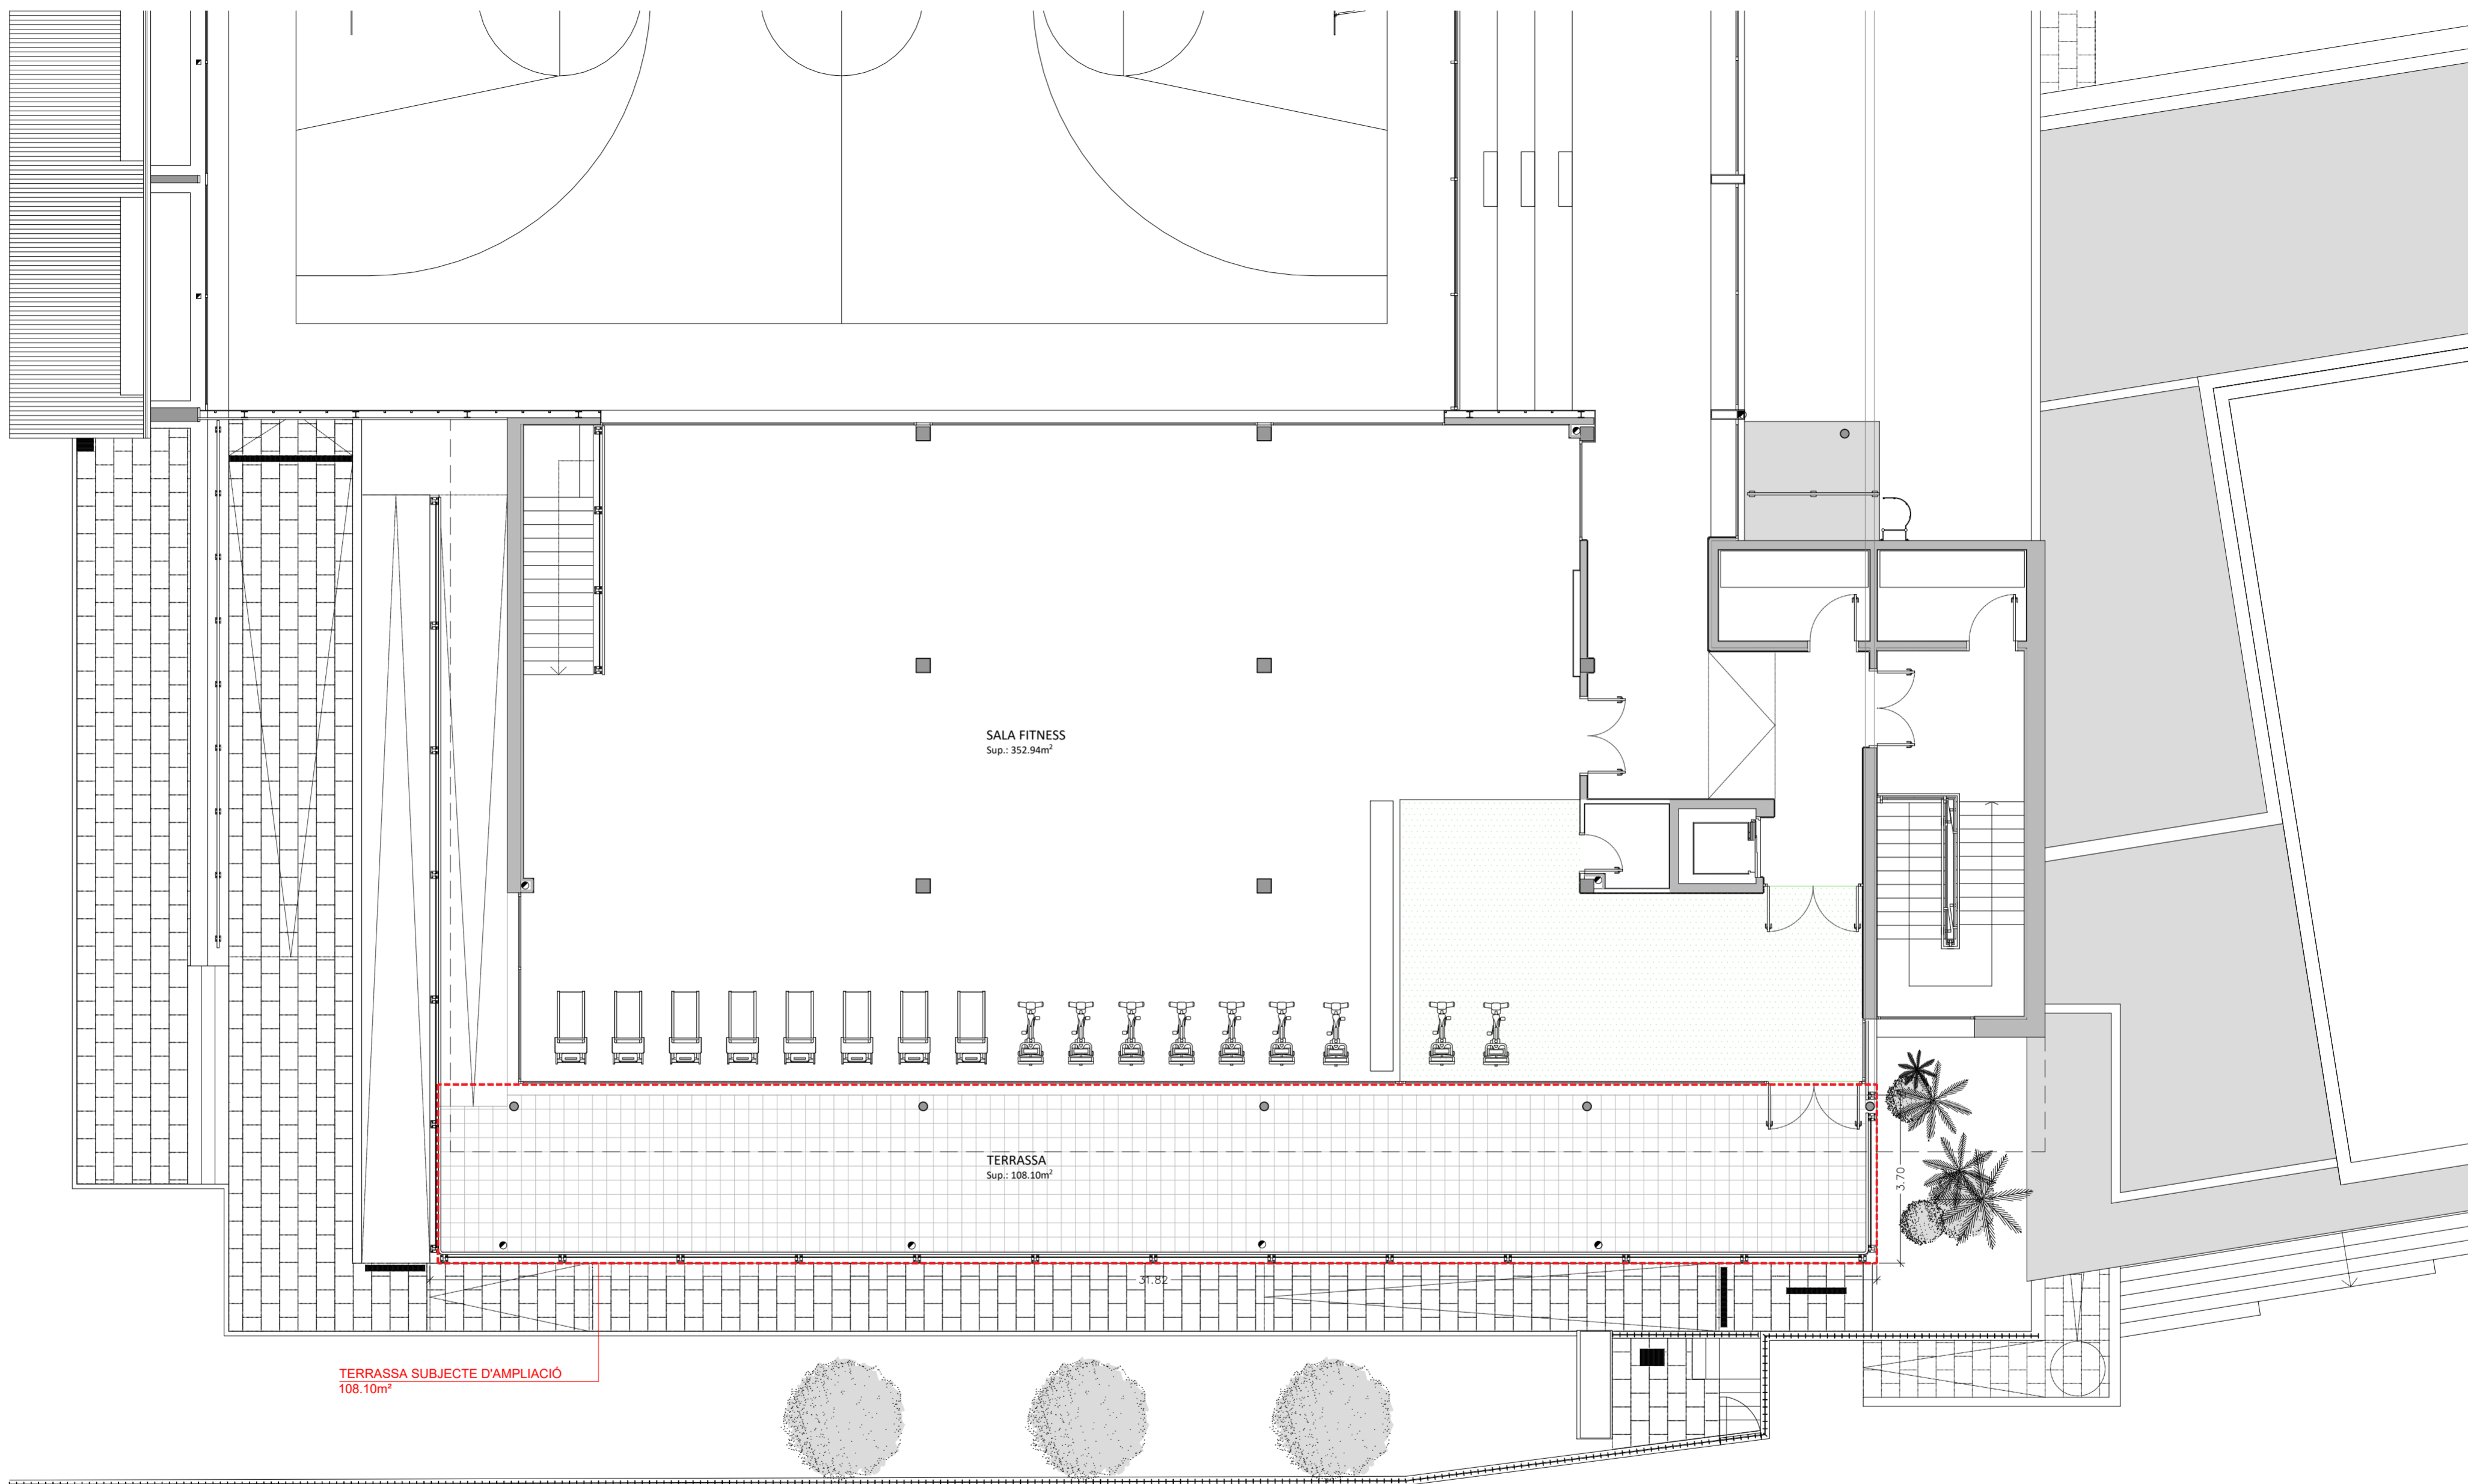 SALA FITNESS
Sup.: 352.94m²
TERRASSA
Sup.: 108.10m²
3.70
31.82
TERRASSA SUBJECTE D'AMPLIACIÓ
108.10m²